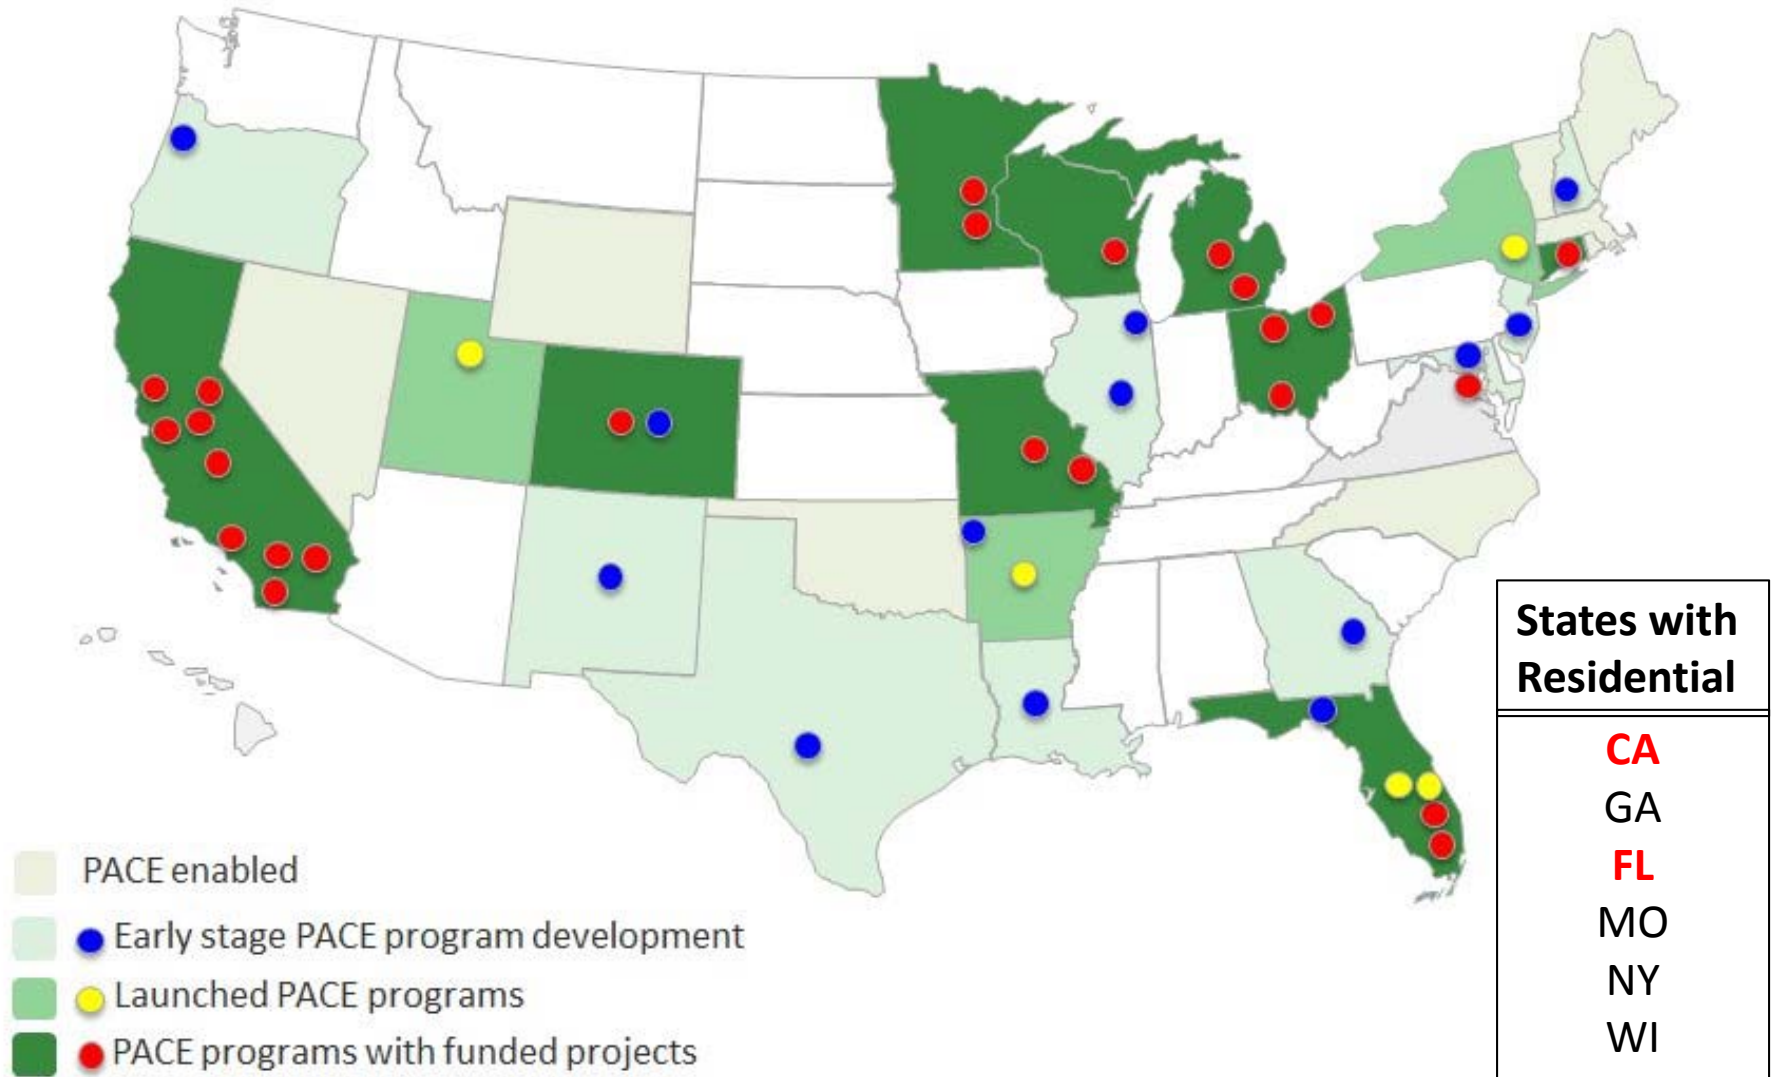 States with
Residential
CA
GA
FL
MO
NY
WI
PACE enabled
Early stage PACE program development
Launched PACE programs
PACE programs with funded projects